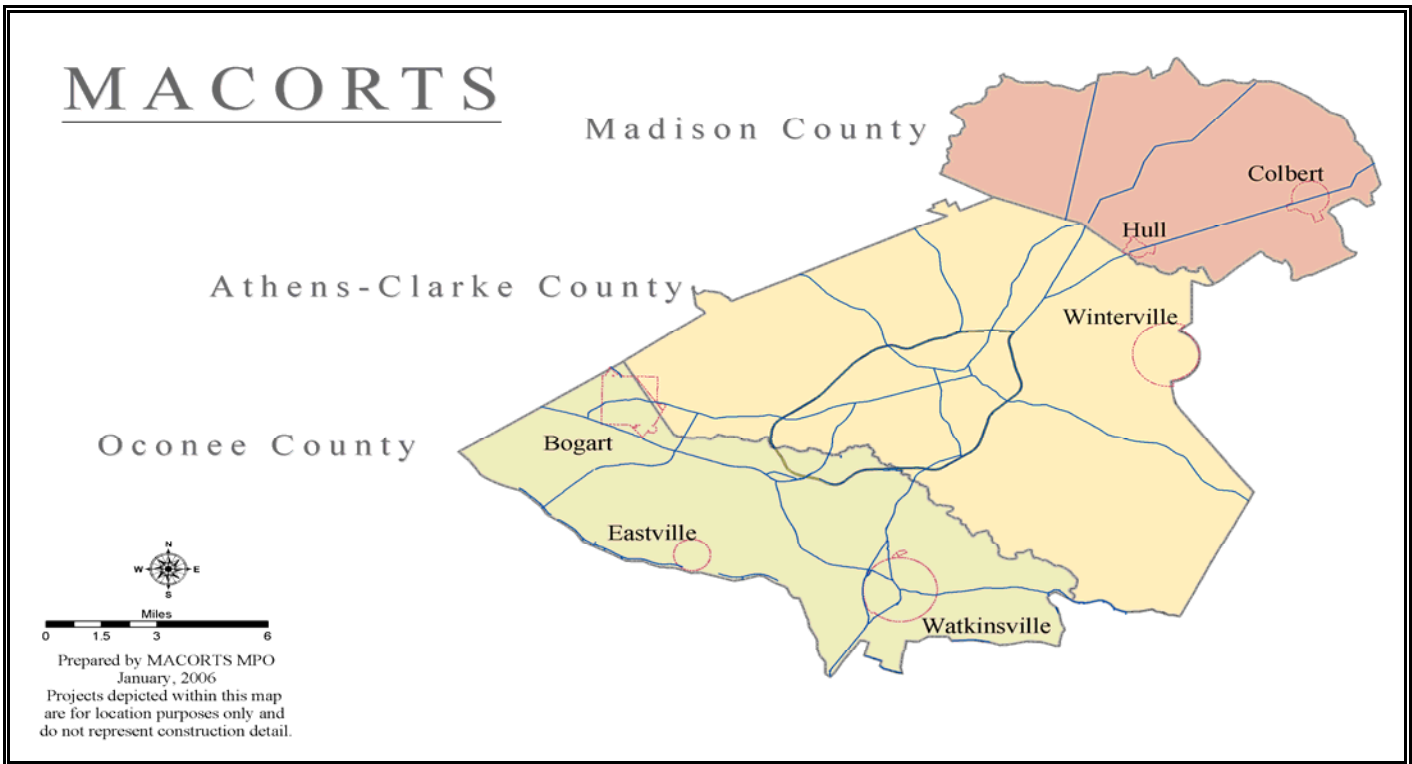 MACORTS
Madison County
Colbert
Hull
Athens-Clarke County
Winterville
Oconee County
Bogart
Eastville
Watkinsville
N
W E
S
Miles
0 1.5 3 6
Prepared by MACORTS MPO
January, 2006
Projects depicted within this map
are for location purposes only and
do not represent construction detail.